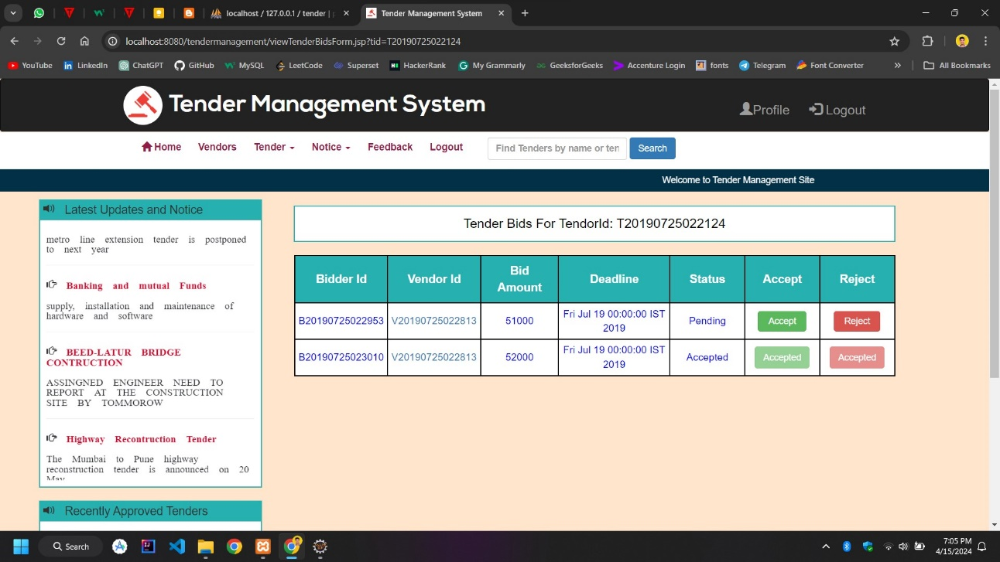 localhost / 127.0.0.1 / tender | p
Tender Management System
localhost:8080/tendermanagement/viewTenderBidsForm.jsp?tid=T20190725022124
YouTube LinkedIn ChatGPT GitHub MySQL LeetCode Superset HackerRank My Grammarly GeeksforGeeks Accenture Login fonts Telegram Font Converter » All Bookmarks
Tender Management System
Profile Logout
Home Vendors Tender Notice Feedback Logout Find Tenders by name or ten Search
Welcome to Tender Management Site
Latest Updates and Notice
metro line extension tender is postponed
to next year
Banking and mutual Funds
supply, installation and maintenance of
hardware and software
BEED-LATUR BRIDGE
CONTRUCTION
ASSINGNED ENGINEER NEED TO
REPORT AT THE CONSTRUCTION
SITE BY TOMMOROW
Highway Recontruction Tender
The Mumbai to Pune highway
reconstruction tender is announced on 20
May
Recently Approved Tenders
Tender Bids For TendorId: T20190725022124
Bidder Id Vendor Id Bid Amount Deadline Status Accept Reject
B20190725022953 V20190725022813 51000 Fri Jul 19 00:00:00 IST 2019 Pending Accept Reject
B20190725023010 V20190725022813 52000 Fri Jul 19 00:00:00 IST 2019 Accepted Accepted Accepted
Search
7:05 PM
4/15/2024